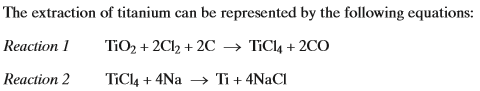 The extraction of titanium can be represented by the following equations:
Reaction 1 TiO₂ + 2Cl₂ + 2C → TiCl₄ + 2CO
Reaction 2 TiCl₄ + 4Na → Ti + 4NaCl